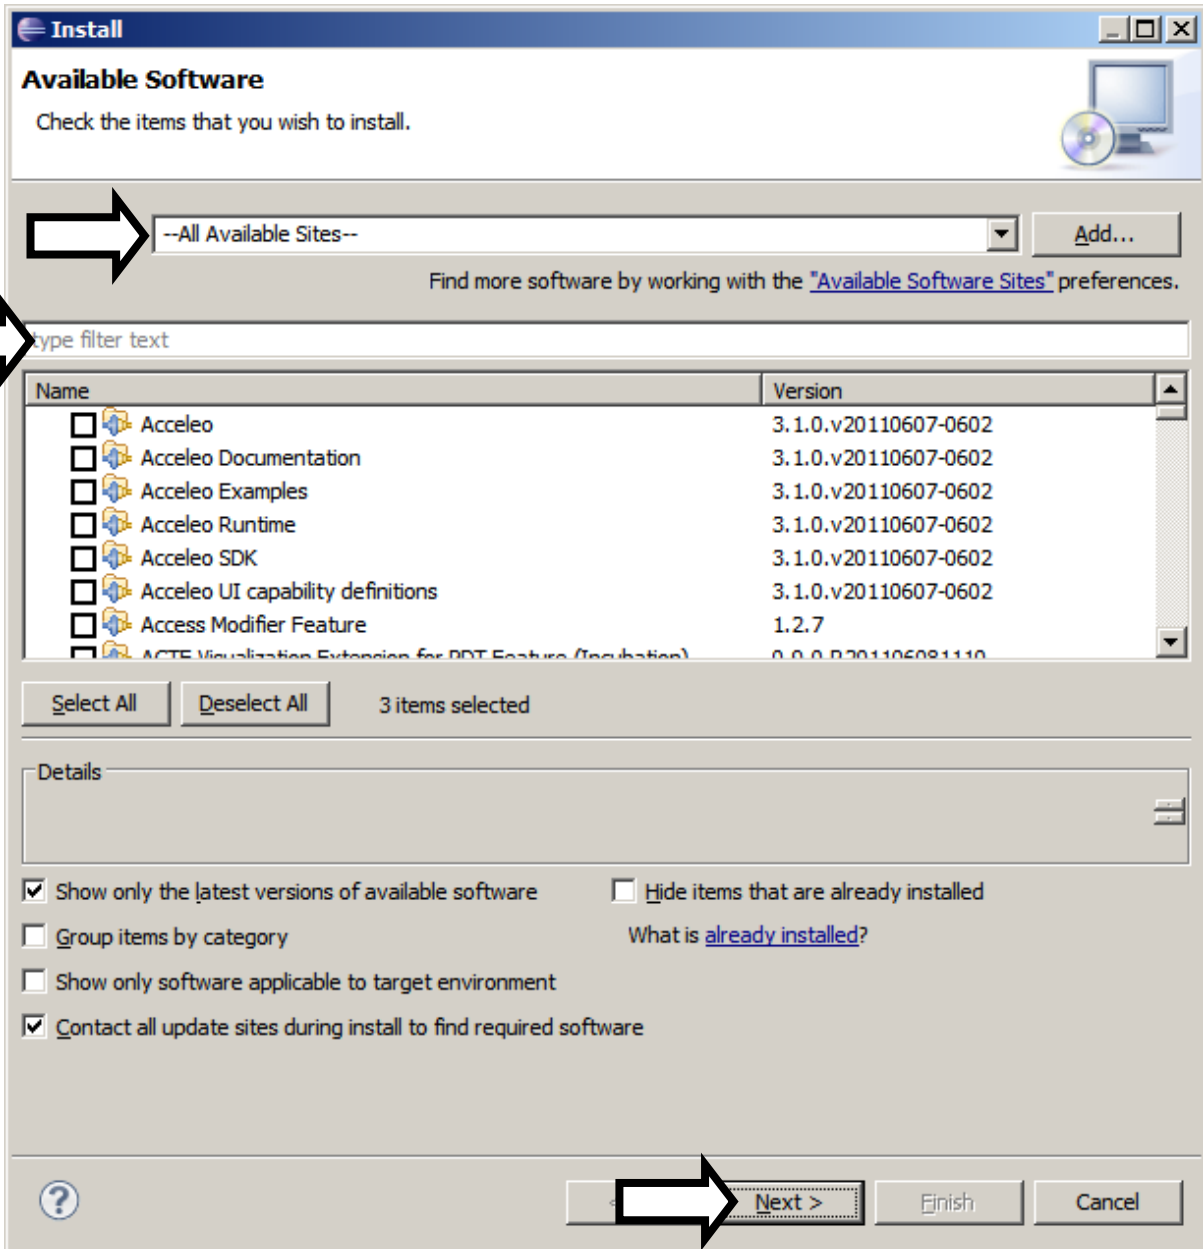 Install
Available Software
Check the items that you wish to install.
--All Available Sites-- Add...
Find more software by working with the "Available Software Sites" preferences.
type filter text
Name Version
Acceleo 3.1.0.v20110607-0602
Acceleo Documentation 3.1.0.v20110607-0602
Acceleo Examples 3.1.0.v20110607-0602
Acceleo Runtime 3.1.0.v20110607-0602
Acceleo SDK 3.1.0.v20110607-0602
Acceleo UI capability definitions 3.1.0.v20110607-0602
Access Modifier Feature 1.2.7
Visualization Extension for PDT Feature (Incubation)
Select All Deselect All 3 items selected
Details
Show only the latest versions of available software Hide items that are already installed
Group items by category What is already installed?
Show only software applicable to target environment
Contact all update sites during install to find required software
? < Next > Finish Cancel